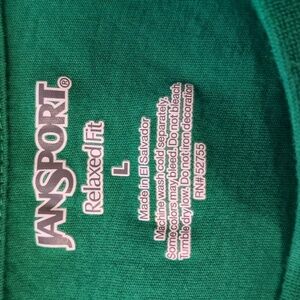 JANSPORT®
Relaxed Fit
L
Made in El Salvador
Machine wash cold separately.
Some colors may bleed. Do not bleach.
Tumble dry low. Do not iron decoration
RN# 52755